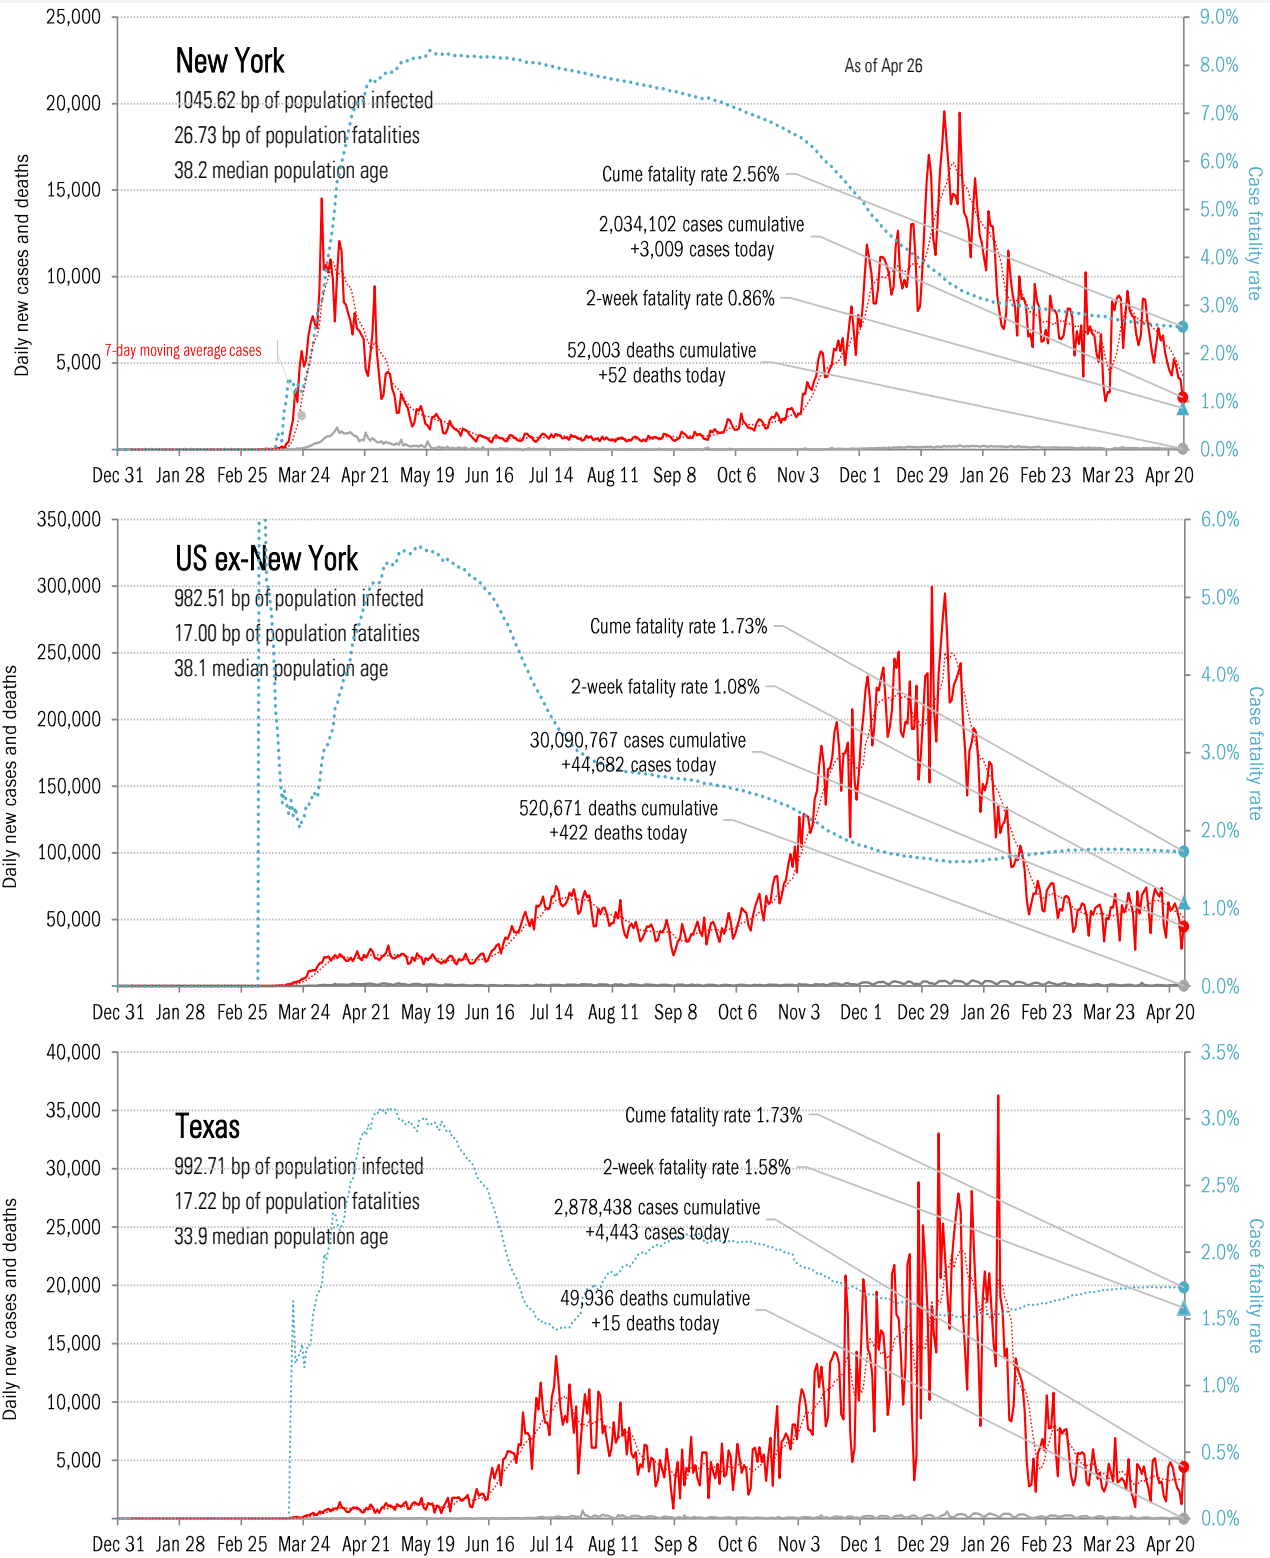 25,000
20,000
15,000
10,000
5,000
Daily new cases and deaths
New York
1045.62 bp of population infected
26.73 bp of population fatalities
38.2 median population age
As of Apr 26
Cume fatality rate 2.56%
2,034,102 cases cumulative
+3,009 cases today
2-week fatality rate 0.86%
52,003 deaths cumulative
+52 deaths today
7-day moving average cases
9.0%
8.0%
7.0%
6.0%
5.0%
4.0%
3.0%
2.0%
1.0%
0.0%
Case fatality rate
Dec 31 Jan 28 Feb 25 Mar 24 Apr 21 May 19 Jun 16 Jul 14 Aug 11 Sep 8 Oct 6 Nov 3 Dec 1 Dec 29 Jan 26 Feb 23 Mar 23 Apr 20
350,000
300,000
250,000
200,000
150,000
100,000
50,000
Daily new cases and deaths
US ex-New York
982.51 bp of population infected
17.00 bp of population fatalities
38.1 median population age
Cume fatality rate 1.73%
2-week fatality rate 1.08%
30,090,767 cases cumulative
+44,682 cases today
520,671 deaths cumulative
+422 deaths today
6.0%
5.0%
4.0%
3.0%
2.0%
1.0%
0.0%
Case fatality rate
Dec 31 Jan 28 Feb 25 Mar 24 Apr 21 May 19 Jun 16 Jul 14 Aug 11 Sep 8 Oct 6 Nov 3 Dec 1 Dec 29 Jan 26 Feb 23 Mar 23 Apr 20
40,000
35,000
30,000
25,000
20,000
15,000
10,000
5,000
Daily new cases and deaths
Texas
992.71 bp of population infected
17.22 bp of population fatalities
33.9 median population age
Cume fatality rate 1.73%
2-week fatality rate 1.58%
2,878,438 cases cumulative
+4,443 cases today
49,936 deaths cumulative
+15 deaths today
3.5%
3.0%
2.5%
2.0%
1.5%
1.0%
0.5%
0.0%
Case fatality rate
Dec 31 Jan 28 Feb 25 Mar 24 Apr 21 May 19 Jun 16 Jul 14 Aug 11 Sep 8 Oct 6 Nov 3 Dec 1 Dec 29 Jan 26 Feb 23 Mar 23 Apr 20